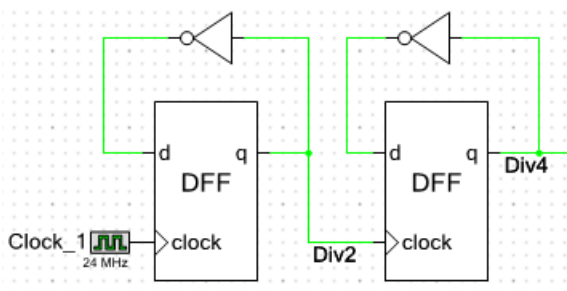 d
q
DFF
clock
Clock_1
24 MHz
Div2
d
q
DFF
clock
Div4